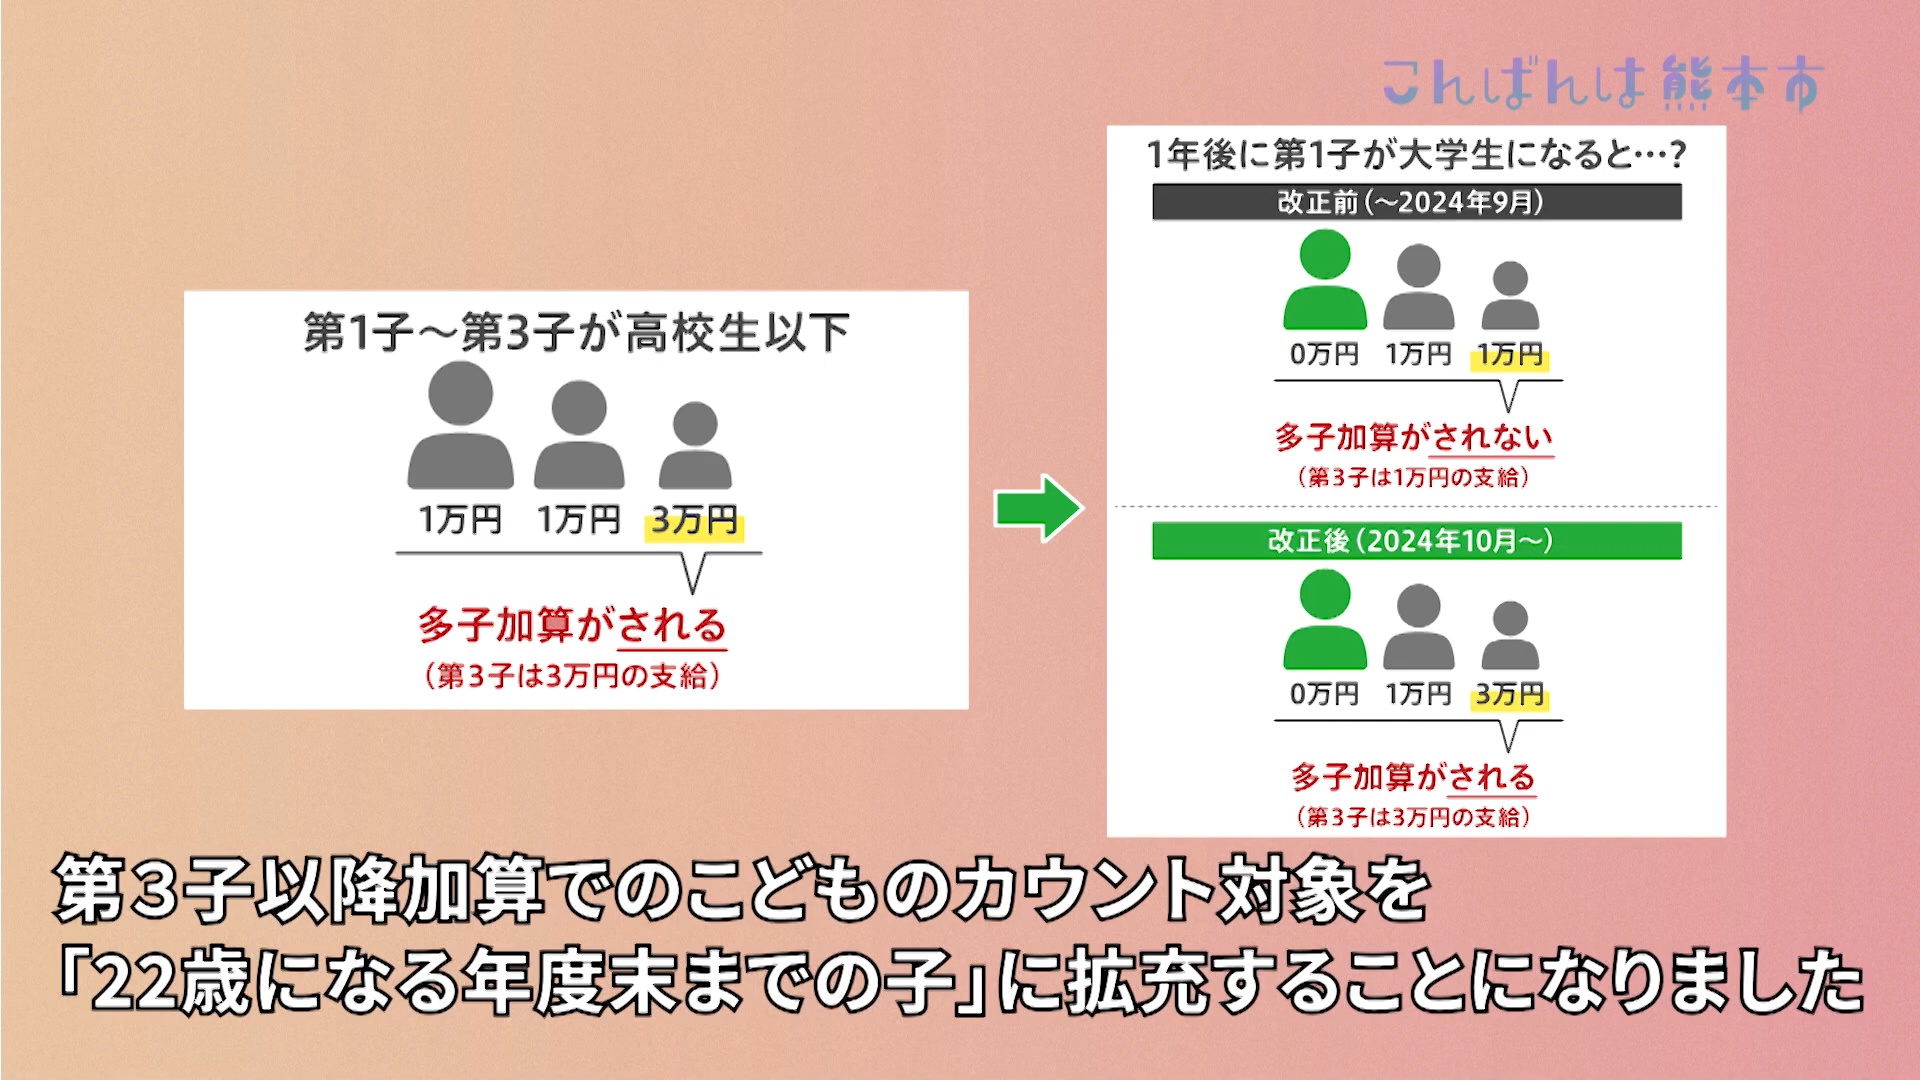 こんばんは熊本市
第1子～第3子が高校生以下
1万円 1万円 3万円
多子加算がされる
（第3子は3万円の支給）
1年後に第1子が大学生になると…？
改正前（～2024年9月）
0万円 1万円 1万円
多子加算がされない
（第3子は1万円の支給）
改正後（2024年10月～）
0万円 1万円 3万円
多子加算がされる
（第3子は3万円の支給）
第３子以降加算でのこどものカウント対象を
「22歳になる年度末までの子」に拡充することになりました